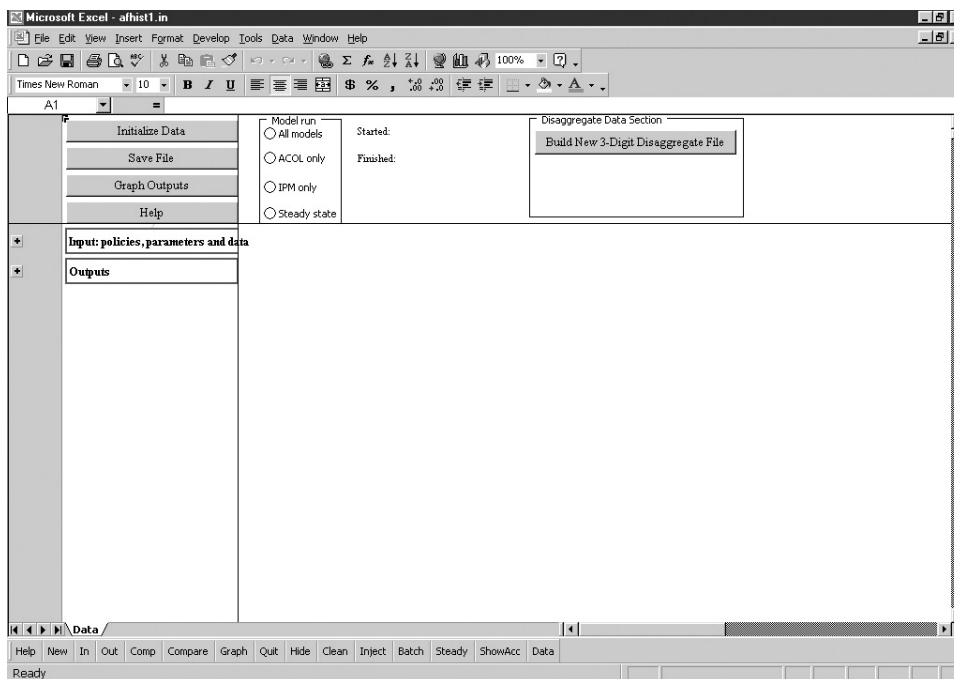 Microsoft Excel - afhist1.in
File Edit View Insert Format Develop Tools Data Window Help
100%
Times New Roman 10 B I U $ % ,
A1 =
Initialize Data
Save File
Graph Outputs
Help
Model run
All models
ACOL only
IPM only
Steady state
Started:
Finished:
Disaggregate Data Section
Build New 3-Digit Disaggregate File
Input: policies, parameters and data
Outputs
Data
Help New In Out Comp Compare Graph Quit Hide Clean Inject Batch Steady ShowAcc Data
Ready